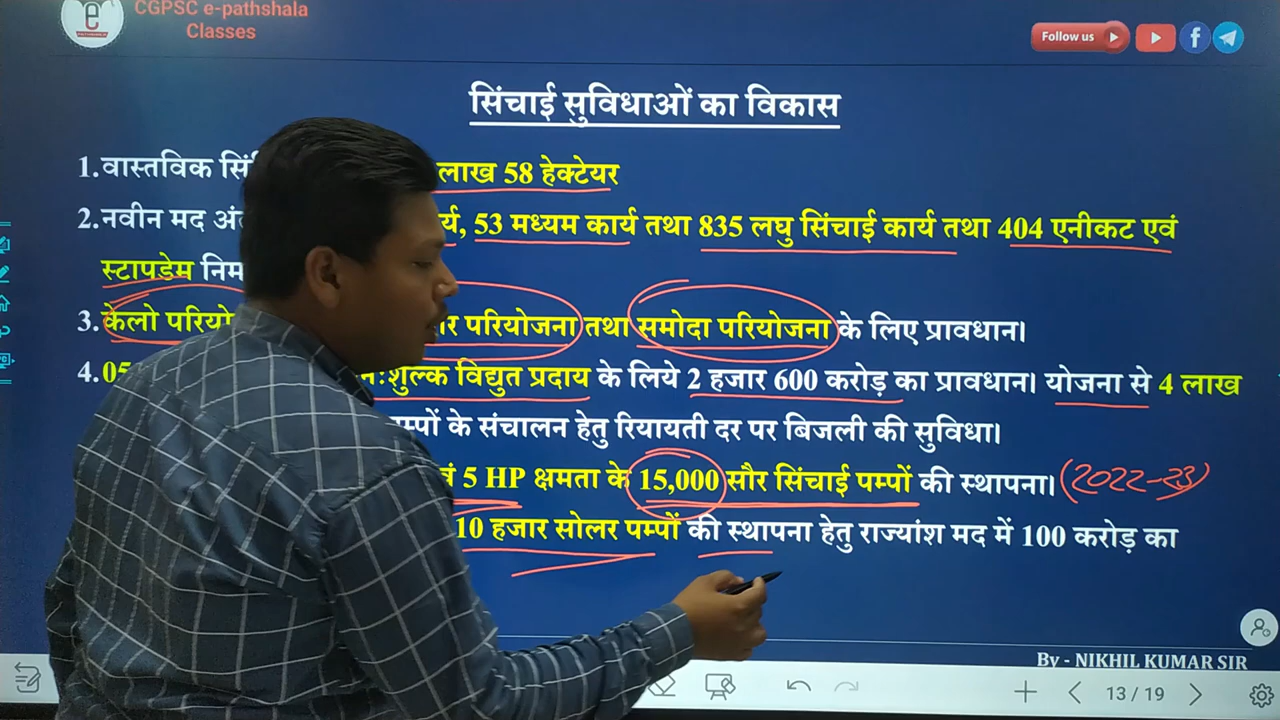 CGPSC e-pathshala
Classes
e
Follow us
सिंचाई सुविधाओं का विकास
1. वास्तविक लाख 58 हेक्टेयर
2. नवीन मद 53 मध्यम कार्य तथा 835 लघु सिंचाई कार्य तथा 404 एनीकट एवं
स्टापडेम
3. केलो परियोजना तथा समोदा परियोजना के लिए प्रावधान।
4. 05 विद्युत प्रदाय के लिये 2 हजार 600 करोड़ का प्रावधान। योजना से 4 लाख
के संचालन हेतु रियायती दर पर बिजली की सुविधा।
5 HP क्षमता के 15,000 सौर सिंचाई पम्पों की स्थापना। (2022-23)
10 हजार सोलर पम्पों की स्थापना हेतु राज्यांश मद में 100 करोड़ का
By - NIKHIL KUMAR SIR
13 / 19